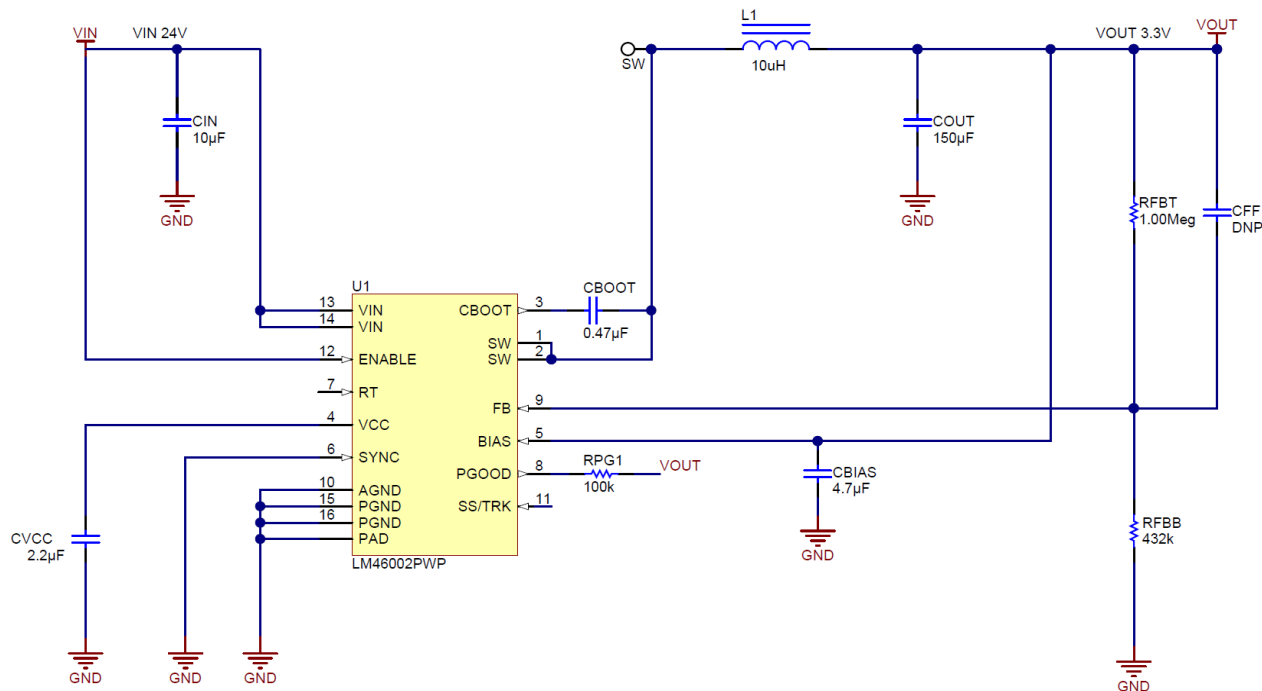 VIN
VIN 24V
CIN
10µF
GND
SW
L1
10uH
COUT
150µF
GND
VOUT 3.3V
VOUT
RFBT
1.00Meg
CFF
DNP
U1
13 VIN
14 VIN
12 ENABLE
7 RT
4 VCC
6 SYNC
10 AGND
15 PGND
16 PGND
PAD
CBOOT 3
SW 1
SW 2
FB 9
BIAS 5
PGOOD 8
SS/TRK 11
LM46002PWP
CBOOT
0.47µF
RPG1
100k
VOUT
CBIAS
4.7µF
GND
RFBB
432k
GND
CVCC
2.2µF
GND
GND
GND